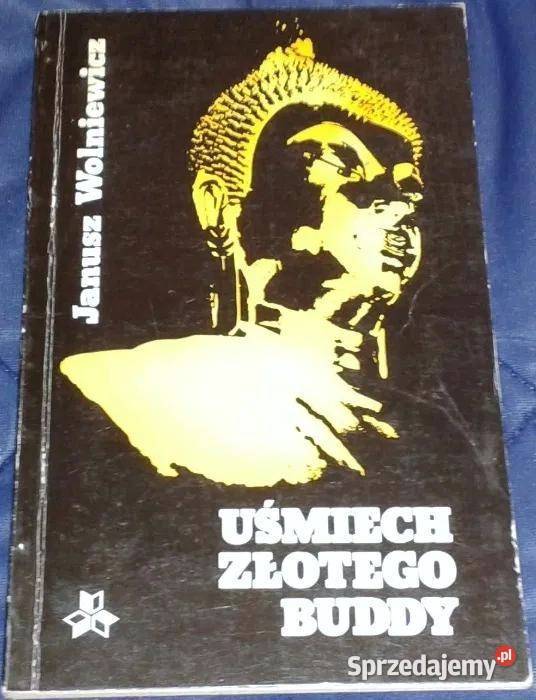 Janusz Wolniewicz
UŚMIECH
ZŁOTEGO
BUDDY
Sprzedajemy.pl